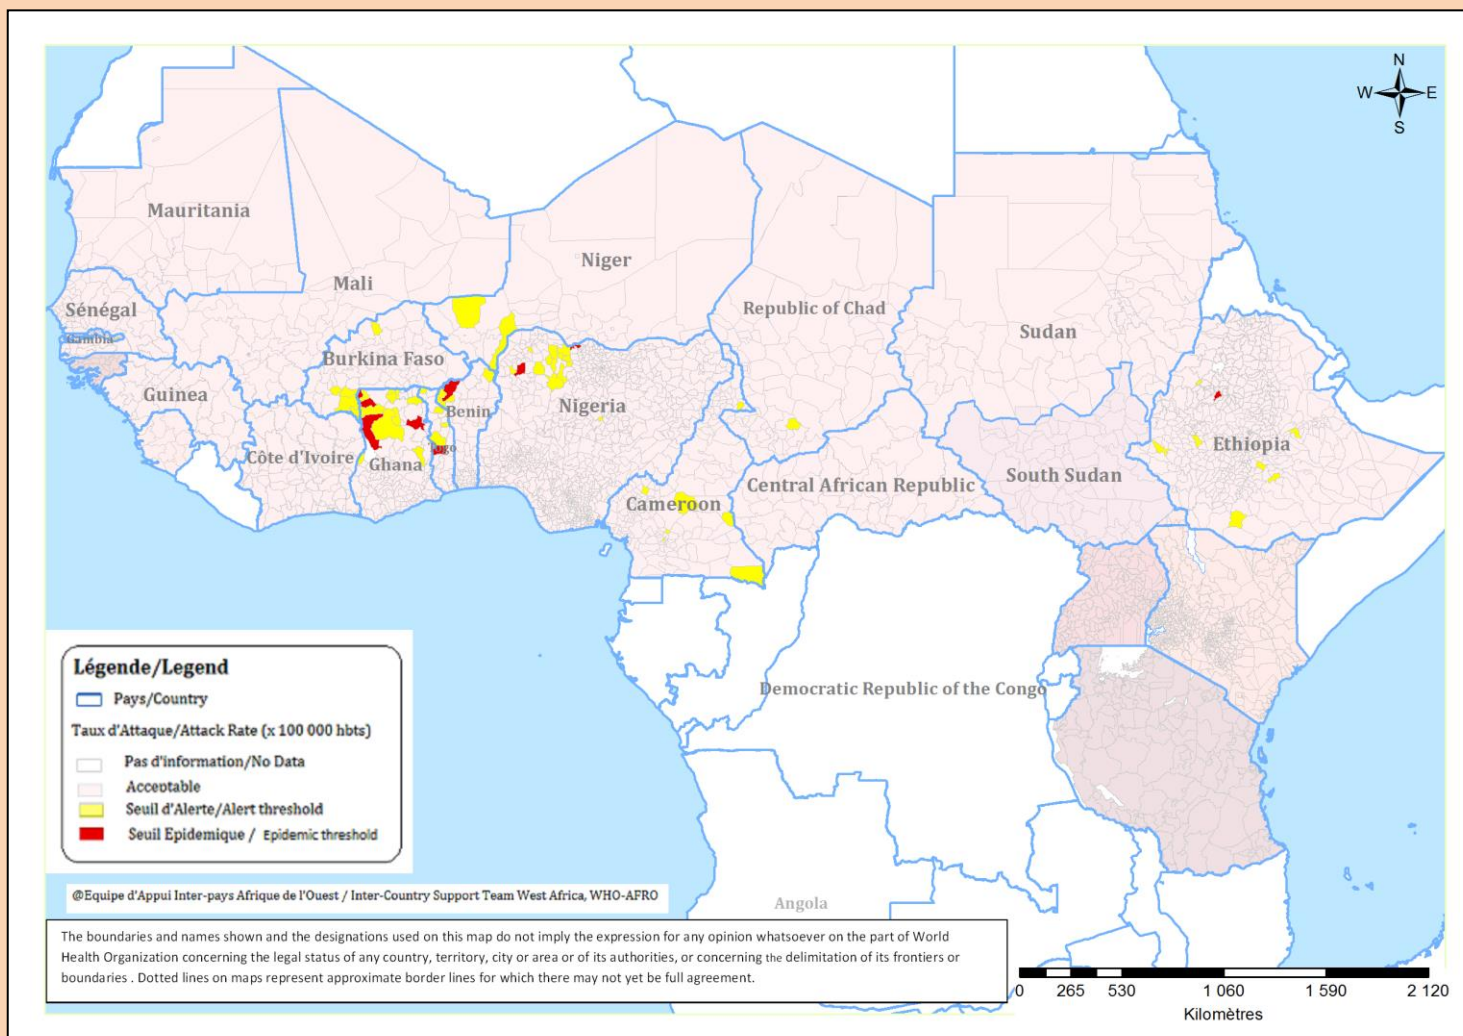 N
W E
S
Mauritania
Mali
Niger
Republic of Chad
Sudan
Sénégal
Gambia
Burkina Faso
Guinea
Benin
Nigeria
Ethiopia
Côte d'Ivoire
Ghana
Togo
Cameroon
Central African Republic
South Sudan
Democratic Republic of the Congo
Angola
Légende/Legend
Pays/Country
Taux d'Attaque/Attack Rate (x 100 000 hbts)
Pas d'information/No Data
Acceptable
Seuil d'Alerte/Alert threshold
Seuil Epidemique / Epidemic threshold
@Equipe d'Appui Inter-pays Afrique de l'Ouest / Inter-Country Support Team West Africa, WHO-AFRO
The boundaries and names shown and the designations used on this map do not imply the expression for any opinion whatsoever on the part of World
Health Organization concerning the legal status of any country, territory, city or area or of its authorities, or concerning the delimitation of its frontiers or
boundaries . Dotted lines on maps represent approximate border lines for which there may not yet be full agreement.
0 265 530 1 060 1 590 2 120
Kilomètres